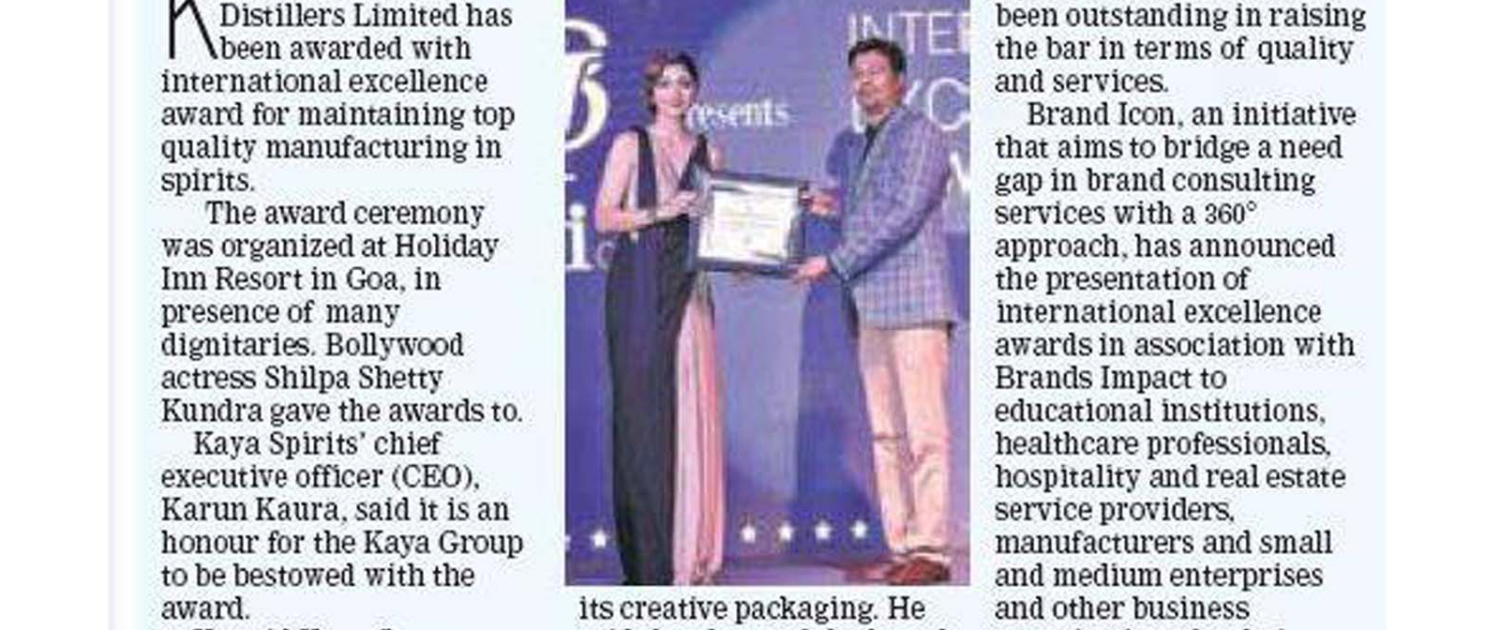 K
Distillers Limited has
been awarded with
international excellence
award for maintaining top
quality manufacturing in
spirits.
The award ceremony
was organized at Holiday
Inn Resort in Goa, in
presence of many
dignitaries. Bollywood
actress Shilpa Shetty
Kundra gave the awards to.
Kaya Spirits' chief
executive officer (CEO),
Karun Kaura, said it is an
honour for the Kaya Group
to be bestowed with the
award.
INTER
EXC
resents
its creative packaging. He
been outstanding in raising
the bar in terms of quality
and services.
Brand Icon, an initiative
that aims to bridge a need
gap in brand consulting
services with a 360°
approach, has announced
the presentation of
international excellence
awards in association with
Brands Impact to
educational institutions,
healthcare professionals,
hospitality and real estate
service providers,
manufacturers and small
and medium enterprises
and other business